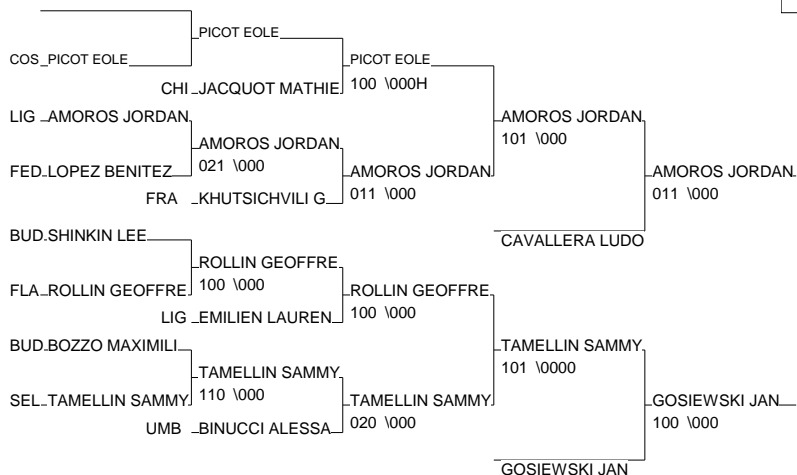 PICOT EOLE
COS PICOT EOLE
PICOT EOLE
CHI JACQUOT MATHIE
100 \000H
LIG AMOROS JORDAN
AMOROS JORDAN
101 \000
AMOROS JORDAN
021 \000
FED LOPEZ BENITEZ
AMOROS JORDAN
011 \000
AMOROS JORDAN
011 \000
FRA KHUTSICHVILI G
BUD SHINKIN LEE
CAVALLERA LUDO
ROLLIN GEOFFRE
100 \000
FLA ROLLIN GEOFFRE
ROLLIN GEOFFRE
100 \000
LIG EMILIEN LAUREN
BUD BOZZO MAXIMILI
TAMELLIN SAMMY
101 \0000
TAMELLIN SAMMY
110 \000
SEL TAMELLIN SAMMY
TAMELLIN SAMMY
020 \000
GOSIEWSKI JAN
100 \000
UMB BINUCCI ALESSA
GOSIEWSKI JAN